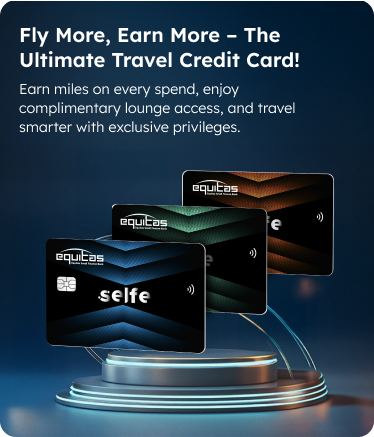 Fly More, Earn More – The
Ultimate Travel Credit Card!
Earn miles on every spend, enjoy
complimentary lounge access, and travel
smarter with exclusive privileges.
equitas
fe
equitas
e
equitas
selfe